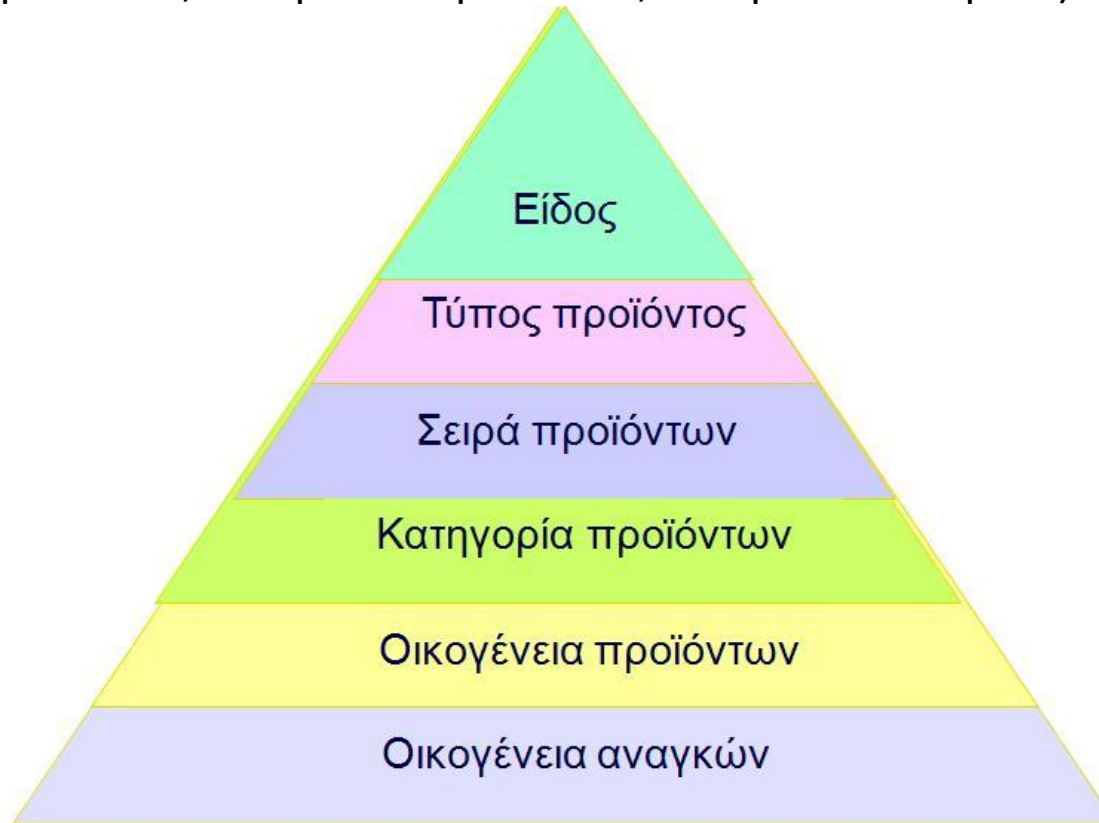 Είδος
Τύπος προϊόντος
Σειρά προϊόντων
Κατηγορία προϊόντων
Οικογένεια προϊόντων
Οικογένεια αναγκών